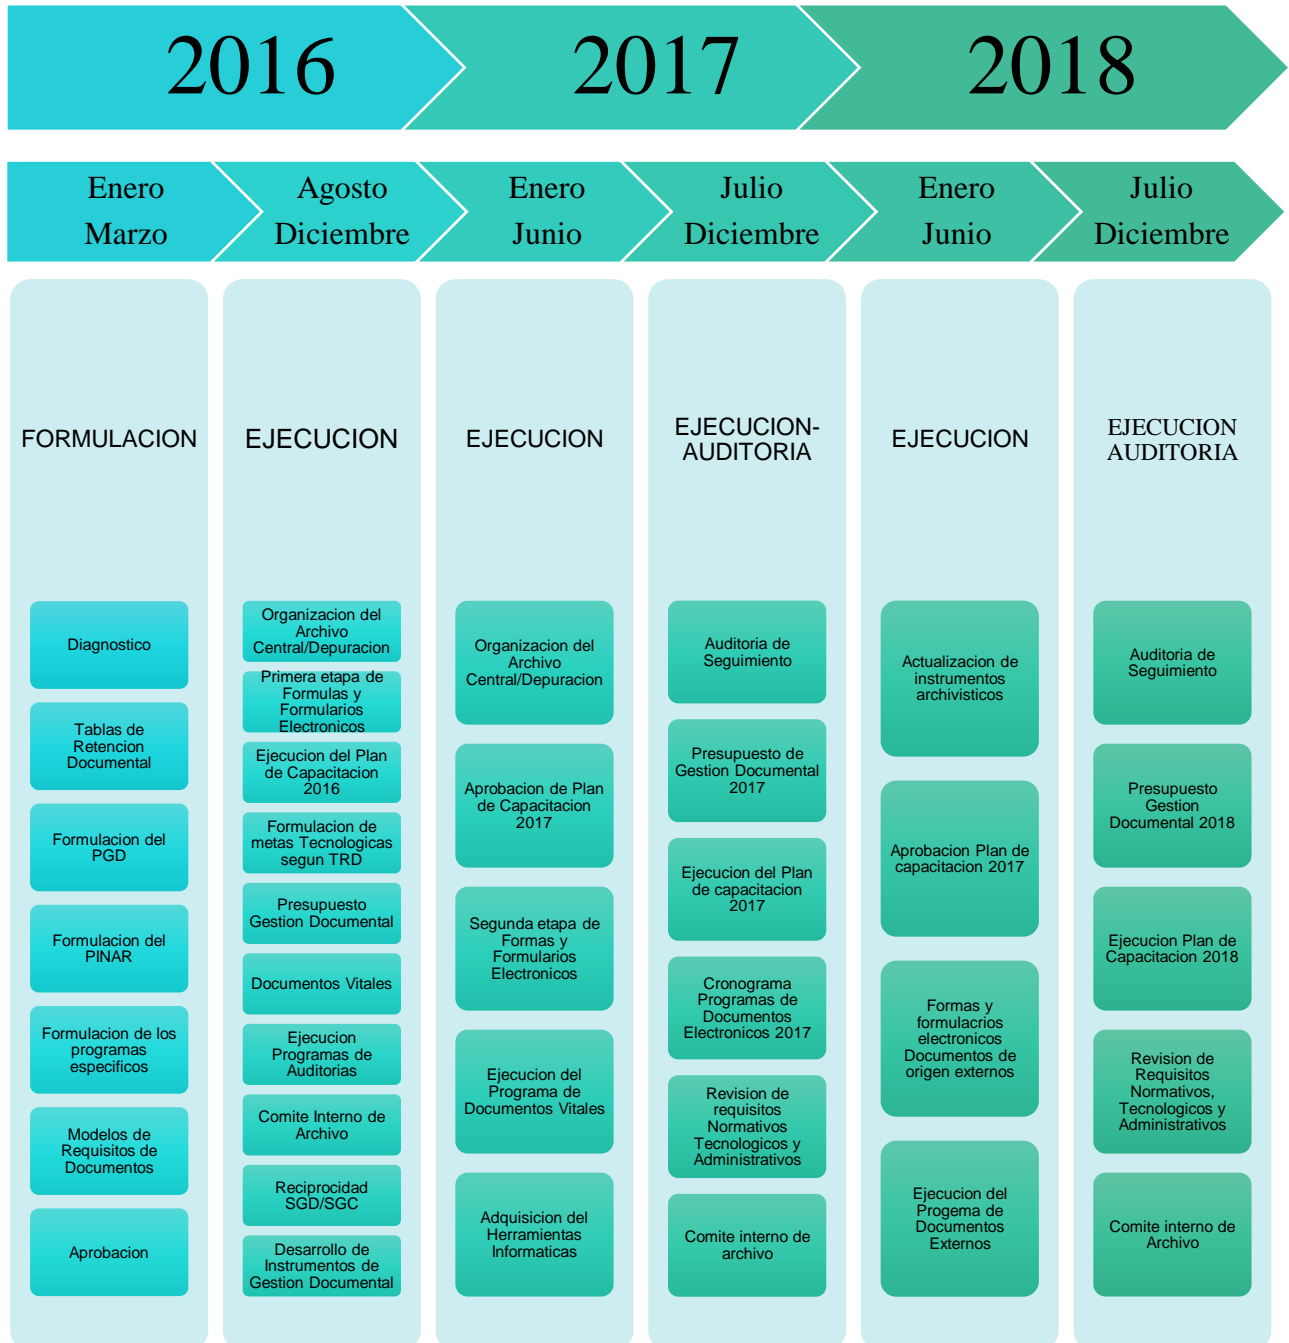 2016
2017
2018
Enero
Marzo
Agosto
Diciembre
Enero
Junio
Julio
Diciembre
Enero
Junio
Julio
Diciembre
FORMULACION
Diagnostico
Tablas de
Retencion
Documental
Formulacion del
PGD
Formulacion del
PINAR
Formulacion de los
programas
especificos
Modelos de
Requisitos de
Documentos
Aprobacion
EJECUCION
Organizacion del
Archivo
Central/Depuracion
Primera etapa de
Formulas y
Formularios
Electronicos
Ejecucion del Plan
de Capacitacion
2016
Formulacion de
metas Tecnologicas
segun TRD
Presupuesto
Gestion Documental
Documentos Vitales
Ejecucion
Programas de
Auditorias
Comite Interno de
Archivo
Reciprocidad
SGD/SGC
Desarrollo de
Instrumentos de
Gestion Documental
EJECUCION
Organizacion del
Archivo
Central/Depuracion
Aprobacion de Plan
de Capacitacion
2017
Segunda etapa de
Formas y
Formularios
Electronicos
Ejecucion del
Programa de
Documentos Vitales
Adquisicion del
Herramientas
Informaticas
EJECUCION-
AUDITORIA
Auditoria de
Seguimiento
Presupuesto de
Gestion Documental
2017
Ejecucion del Plan
de capacitacion
2017
Cronograma
Programas de
Documentos
Electronicos 2017
Revision de
requisitos
Normativos
Tecnologicos y
Administrativos
Comite interno de
archivo
EJECUCION
Actualizacion de
instrumentos
archivisticos
Aprobacion Plan de
capacitacion 2017
Formas y
formulacrios
electronicos
Documentos de
origen externos
Ejecucion del
Progema de
Documentos
Externos
EJECUCION
AUDITORIA
Auditoria de
Seguimiento
Presupuesto
Gestion
Documental 2018
Ejecucion Plan de
Capacitacion 2018
Revision de
Requisitos
Normativos,
Tecnologicos y
Administrativos
Comite interno de
Archivo